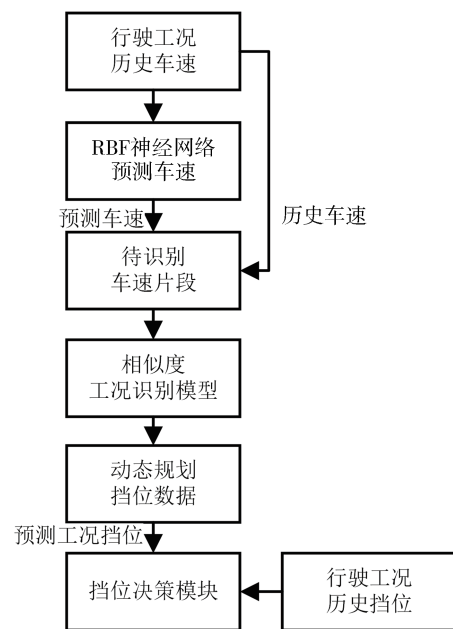 行驶工况
历史车速
RBF神经网络
预测车速
预测车速
历史车速
待识别
车速片段
相似度
工况识别模型
动态规划
挡位数据
预测工况挡位
挡位决策模块
行驶工况
历史挡位